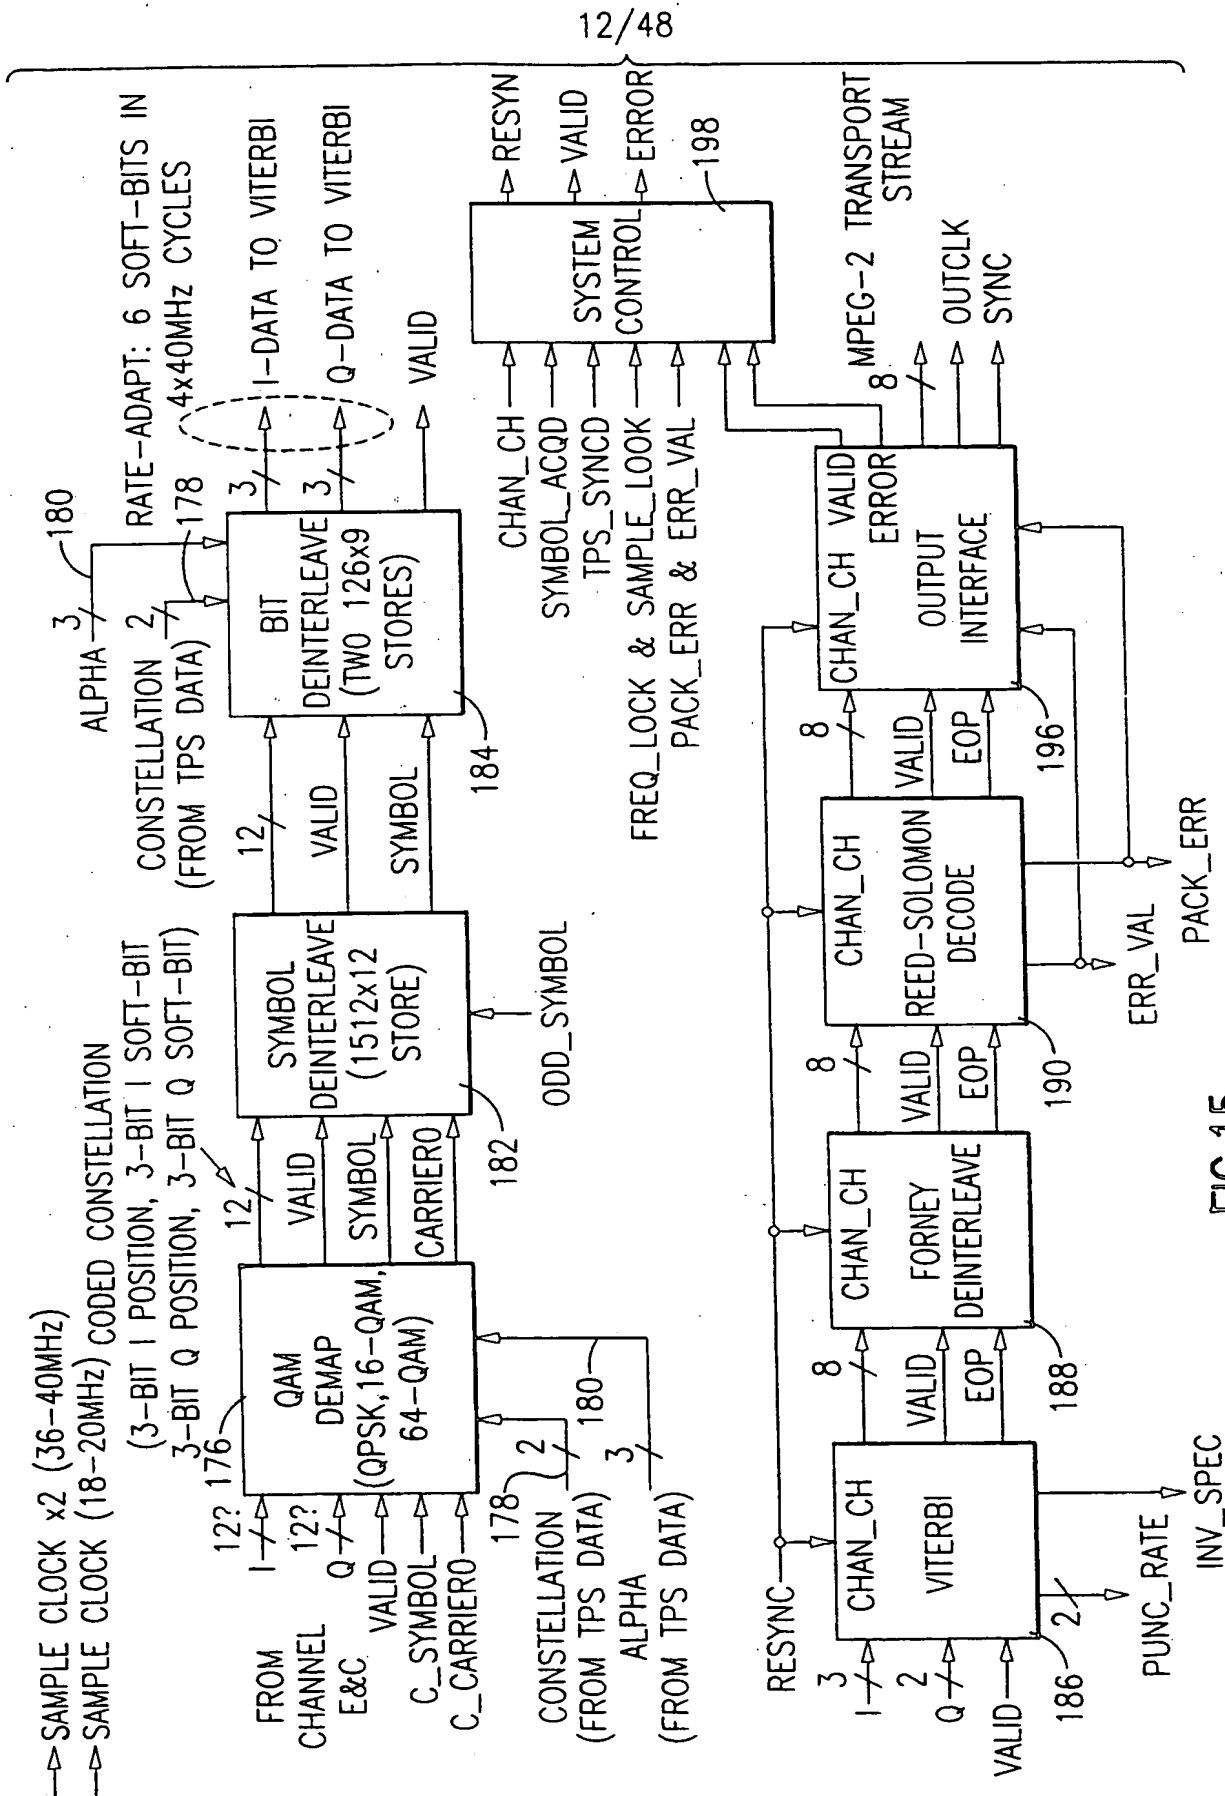 12/48
SAMPLE CLOCK x2 (36-40MHz)
SAMPLE CLOCK (18-20MHz)
CODED CONSTELLATION
(3-BIT I POSITION, 3-BIT I SOFT-BIT
3-BIT Q POSITION, 3-BIT Q SOFT-BIT)
FROM
CHANNEL
E&C
12?
I
12?
Q
VALID
C_SYMBOL
C_CARRIER0
176
QAM
DEMAP
(QPSK,16-QAM,
64-QAM)
178
2
CONSTELLATION
(FROM TPS DATA)
180
3
ALPHA
(FROM TPS DATA)
12
VALID
SYMBOL
CARRIER0
SYMBOL
DEINTERLEAVE
(1512x12
STORE)
182
ODD_SYMBOL
12
VALID
SYMBOL
ALPHA
3
180
CONSTELLATION
2
178
(FROM TPS DATA)
BIT
DEINTERLEAVE
(TWO 126x9
STORES)
184
RATE-ADAPT: 6 SOFT-BITS IN
4x40MHz CYCLES
3
I-DATA TO VITERBI
3
Q-DATA TO VITERBI
VALID
CHAN_CH
SYMBOL_ACQD
TPS_SYNCD
FREQ_LOCK & SAMPLE_LOOK
PACK_ERR & ERR_VAL
SYSTEM
CONTROL
198
RESYN
VALID
ERROR
RESYNC
3
I
2
Q
VALID
CHAN_CH
VITERBI
186
2
PUNC_RATE
INV_SPEC
8
VALID
EOP
CHAN_CH
FORNEY
DEINTERLEAVE
188
8
VALID
EOP
CHAN_CH
REED-SOLOMON
DECODE
190
ERR_VAL
PACK_ERR
8
VALID
EOP
CHAN_CH VALID
ERROR
OUTPUT
INTERFACE
196
8
MPEG-2 TRANSPORT
STREAM
OUTCLK
SYNC